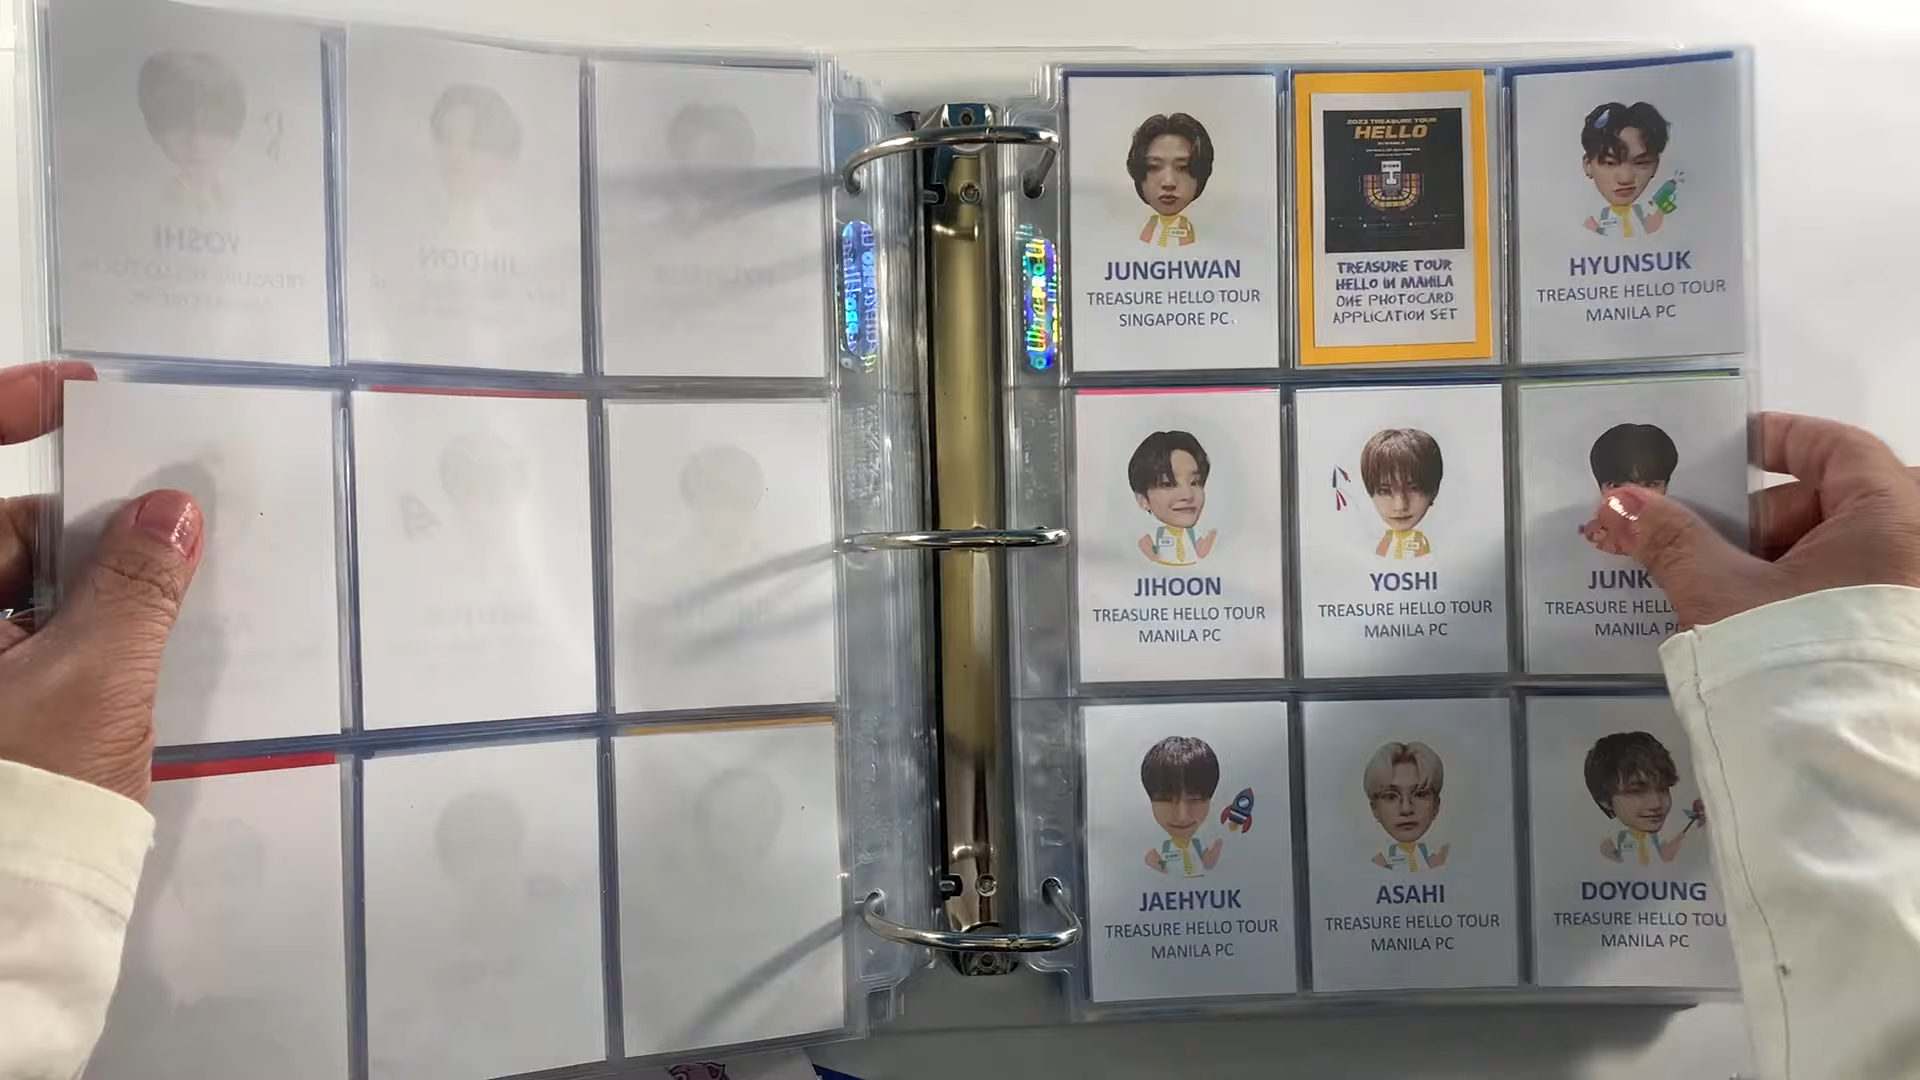 YOSHI
JIHOON
JUNGHWAN
TREASURE HELLO TOUR
SINGAPORE PC.
2023 TREASURE TOUR
HELLO
TREASURE TOUR
HELLO IN MANILA
ONE PHOTOCARD
APPLICATION SET
HYUNSUK
TREASURE HELLO TOUR
MANILA PC
JIHOON
TREASURE HELLO TOUR
MANILA PC
YOSHI
TREASURE HELLO TOUR
MANILA PC
JUNK
TREASURE HELLO
MANILA
JAEHYUK
TREASURE HELLO TOUR
MANILA PC
ASAHI
TREASURE HELLO TOUR
MANILA PC
DOYOUNG
TREASURE HELLO TOU
MANILA PC